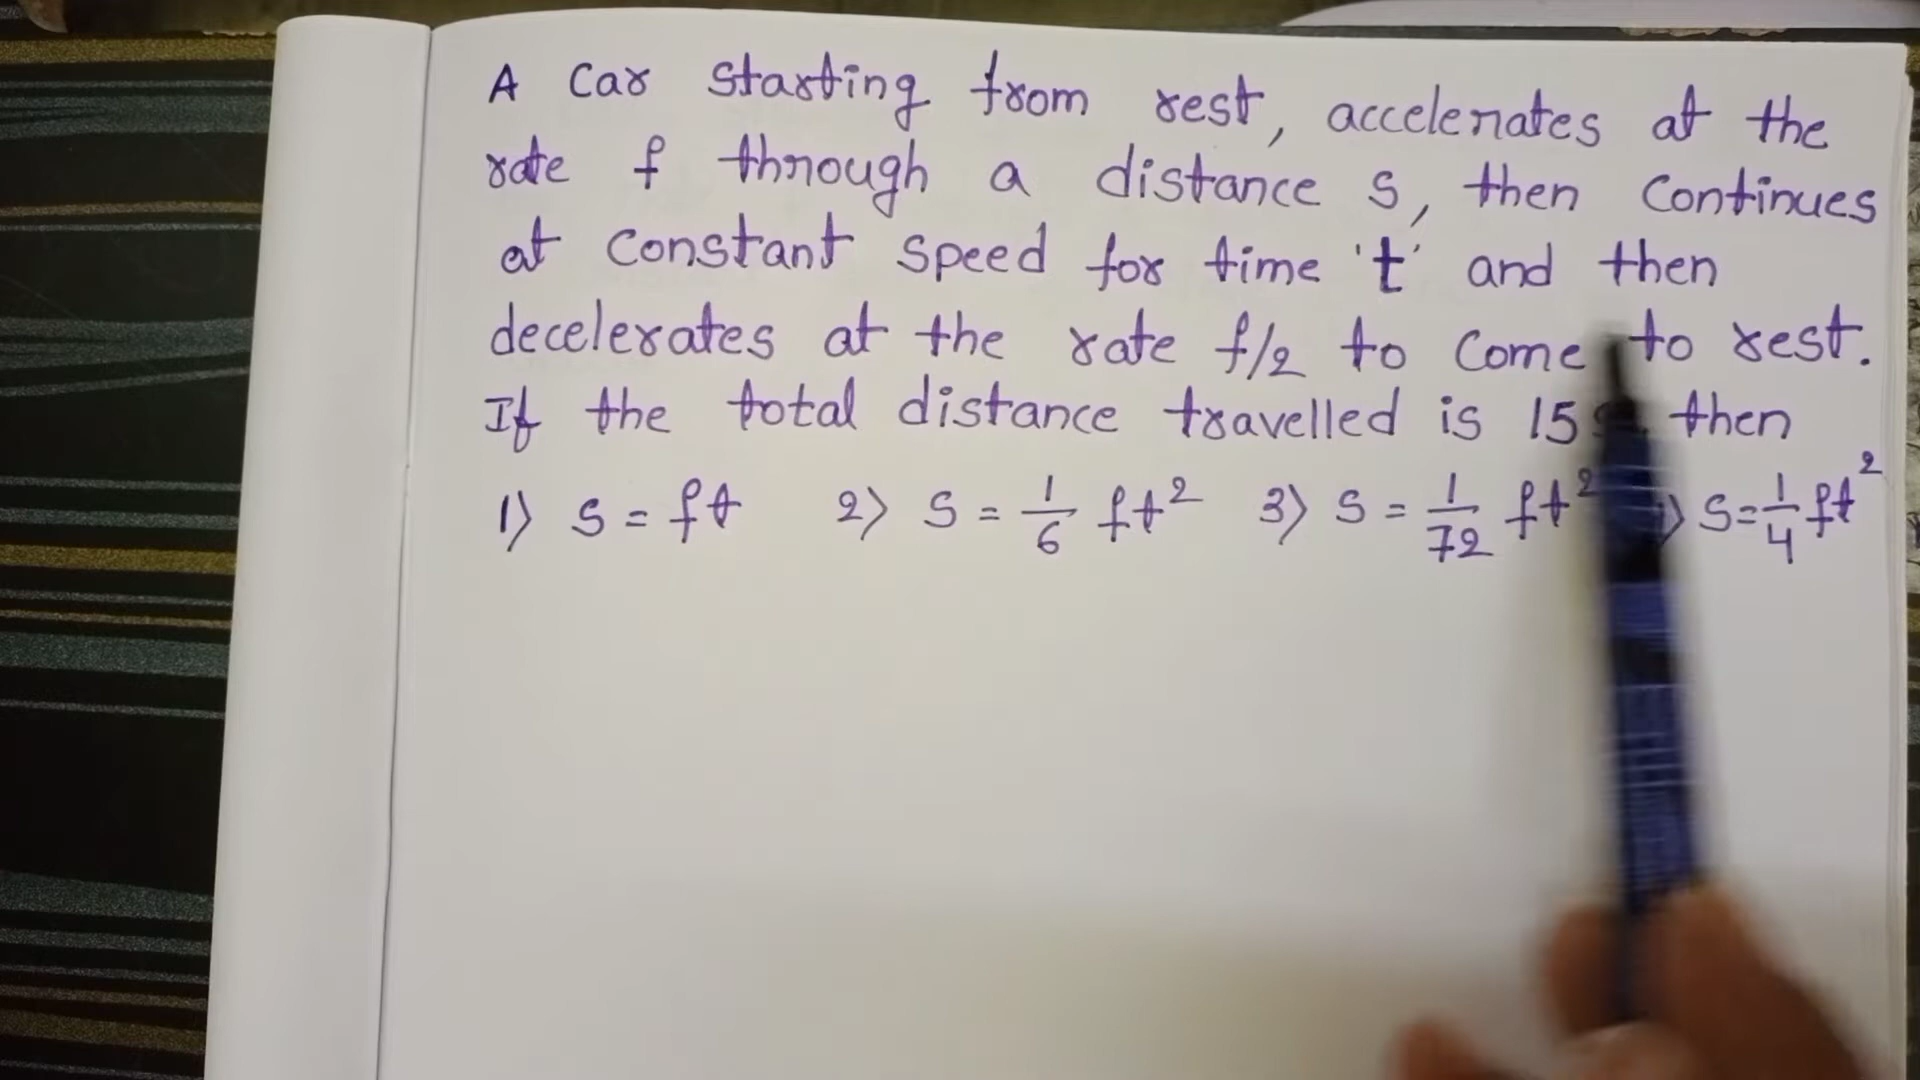 A car starting from rest, accelerates at the
rate f through a distance s, then continues
at constant speed for time 't' and then
decelerates at the rate f/2 to come to rest.
If the total distance travelled is 15 then
1) S = ft 2) S = 1/6 ft² 3) S = 1/72 ft² ) S = 1/4 ft²